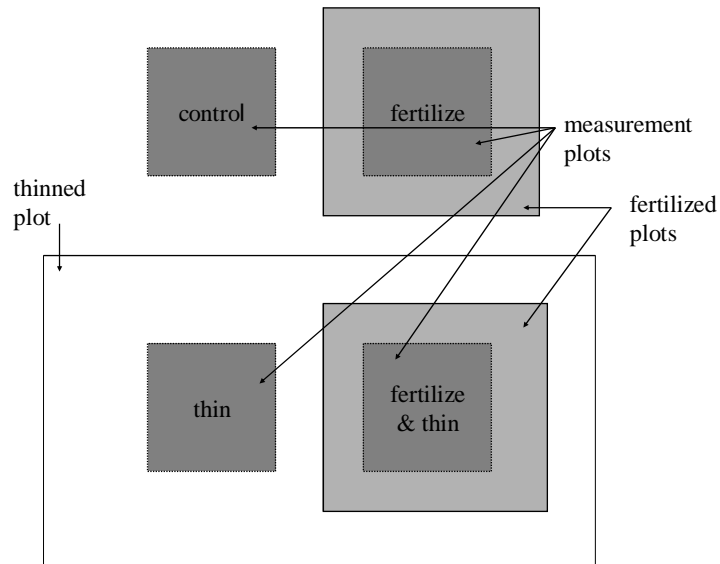 control
fertilize
measurement
plots
thinned
plot
fertilized
plots
thin
fertilize
& thin